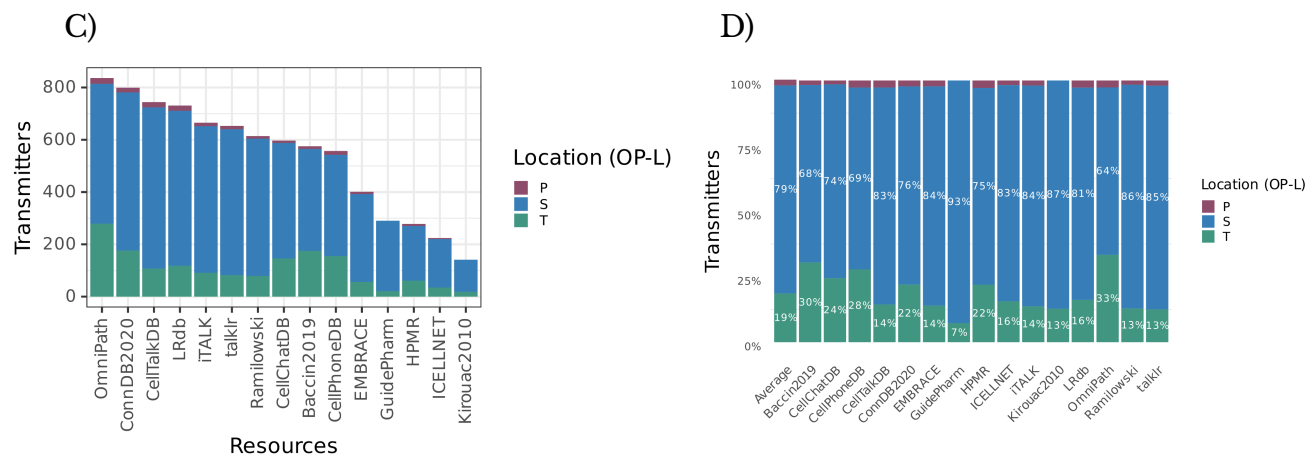 C)
800
600
400
200
0
Transmitters
OmniPath
ConnDB2020
CellTalkDB
LRdb
iTALK
talklr
Ramilowski
CellChatDB
Baccin2019
CellPhoneDB
EMBRACE
GuidePharm
HPMR
ICELLNET
Kirouac2010
Resources
Location (OP-L)
P
S
T
D)
100%
75%
50%
25%
0%
Transmitters
79% 68% 74% 69% 83% 76% 84% 93% 75% 83% 84% 87% 81% 64% 86% 85%
19% 30% 24% 28% 14% 22% 14% 7% 22% 16% 14% 13% 16% 33% 13% 13%
Average
Baccin2019
CellChatDB
CellPhoneDB
CellTalkDB
ConnDB2020
EMBRACE
GuidePharm
HPMR
ICELLNET
iTALK
Kirouac2010
LRdb
OmniPath
Ramilowski
talklr
Location (OP-L)
P
S
T